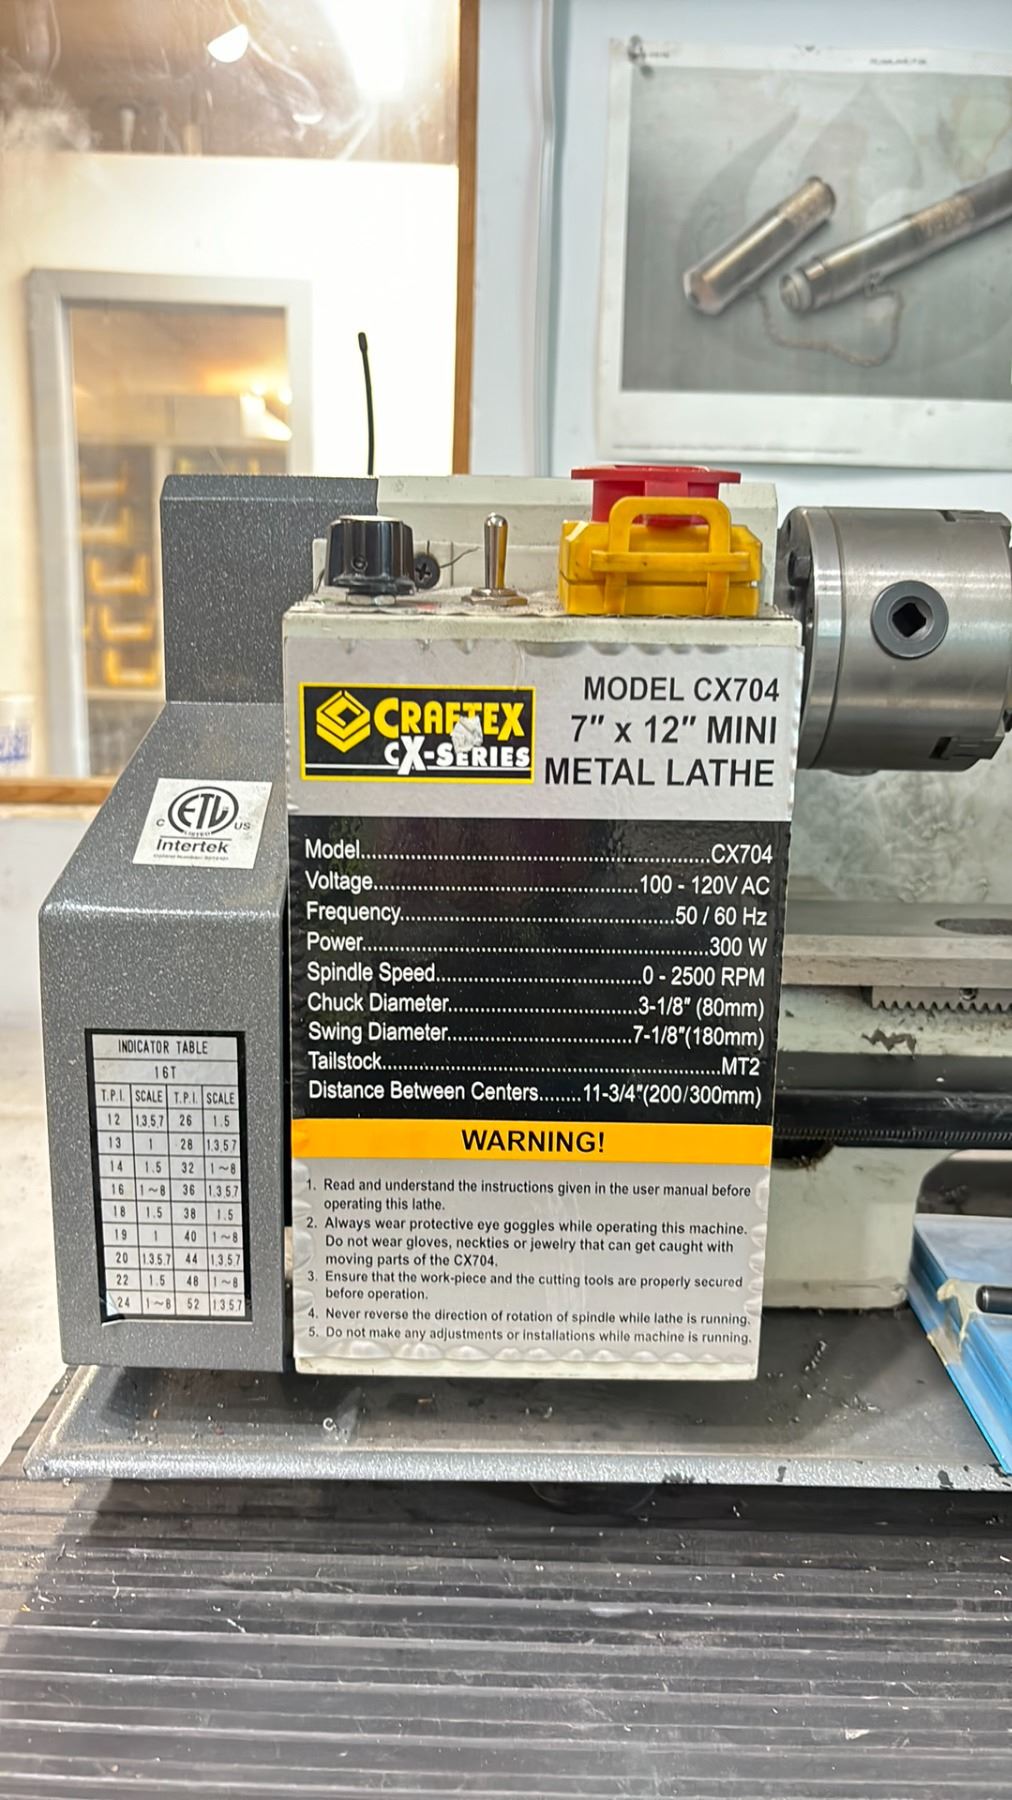 CRAFTEX
CX-SERIES
MODEL CX704
7" x 12" MINI
METAL LATHE
C ETL US
LISTED
Intertek
Model....CX704
Voltage....100 - 120V AC
Frequency....50 / 60 Hz
Power....300 W
Spindle Speed....0 - 2500 RPM
Chuck Diameter....3-1/8" (80mm)
Swing Diameter....7-1/8"(180mm)
Tailstock....MT2
Distance Between Centers....11-3/4"(200/300mm)
WARNING!
1. Read and understand the instructions given in the user manual before
operating this lathe.
2. Always wear protective eye goggles while operating this machine.
Do not wear gloves, neckties or jewelry that can get caught with
moving parts of the CX704.
3. Ensure that the work-piece and the cutting tools are properly secured
before operation.
4. Never reverse the direction of rotation of spindle while lathe is running.
5. Do not make any adjustments or installations while machine is running.
INDICATOR TABLE
16T
T.P.I. SCALE T.P.I. SCALE
12 1.3.5.7 26 1.5
13 1 28 1.3.5.7
14 1.5 32 1~8
16 1~8 36 1.3.5.7
18 1.5 38 1.5
19 1 40 1~8
20 1.3.5.7 44 1.3.5.7
22 1.5 48 1~8
24 1~8 52 1.3.5.7